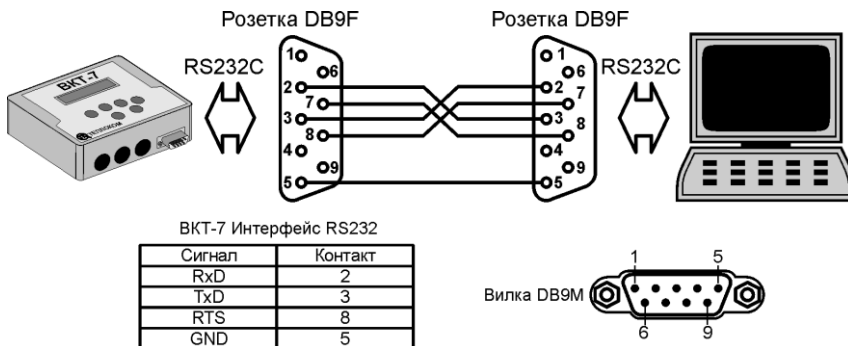 Розетка DB9F
Розетка DB9F
RS232C
RS232C
ВКТ-7
1
6
2
7
3
8
4
9
5
1
6
2
7
3
8
4
9
5
ВКТ-7 Интерфейс RS232
Сигнал Контакт
RxD 2
TxD 3
RTS 8
GND 5
Вилка DB9M
1 5
6 9